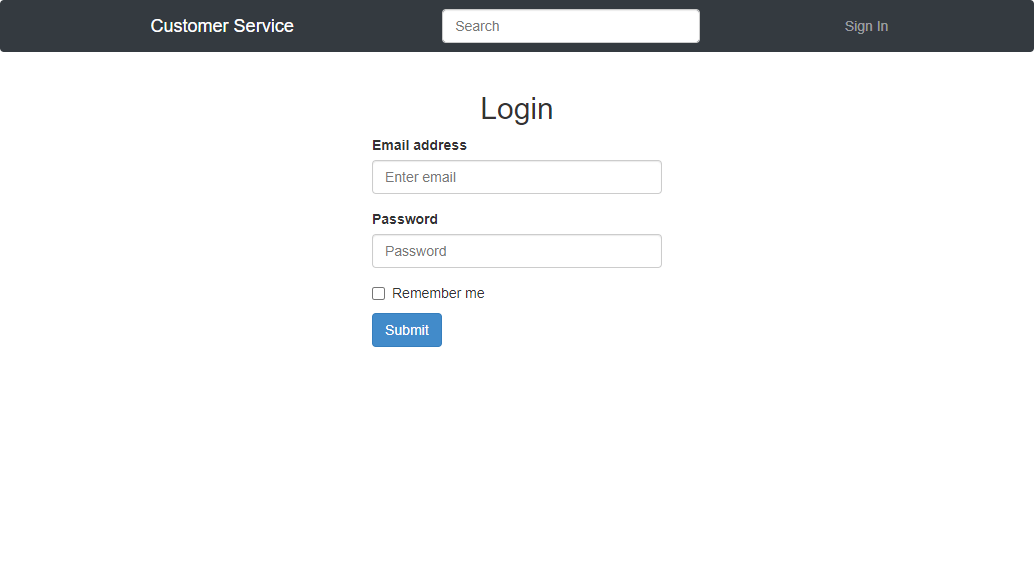 Customer Service
Search
Sign In
Login
Email address
Enter email
Password
Password
Remember me
Submit